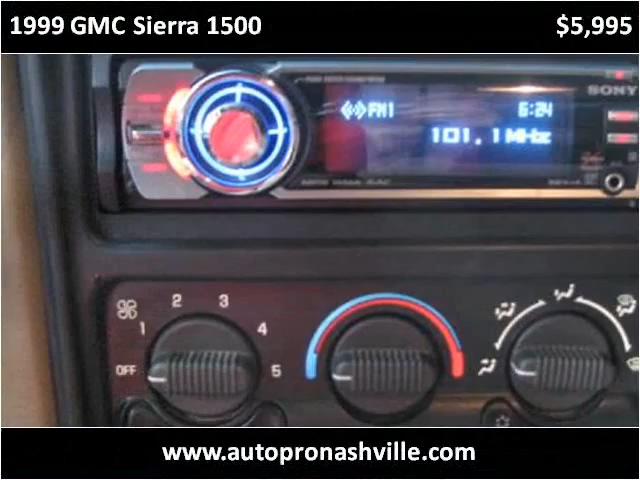 1999 GMC Sierra 1500 $5,995
SONY
FM1 6:24
101.1MHz
1 2 3 4 5
OFF
www.autopronashville.com